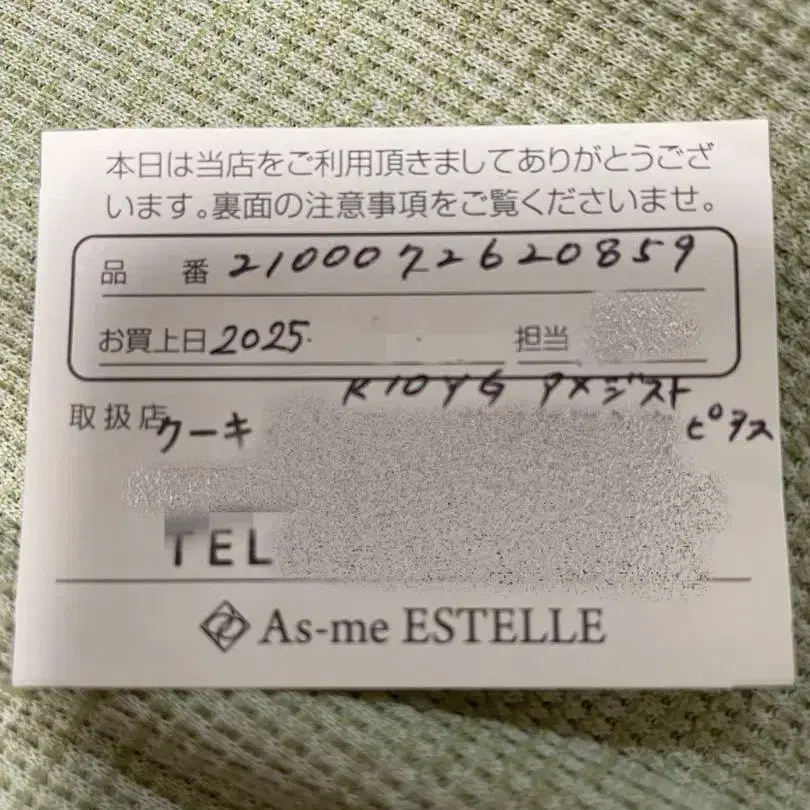 本日は当店をご利用頂きましてありがとうござ
います。裏面の注意事項をご覧くださいませ。
品 番 2100072620859
お買上日 2025 担当
K10YG アメジスト
取扱店 ケーキ ピアス
TEL
As-me ESTELLE